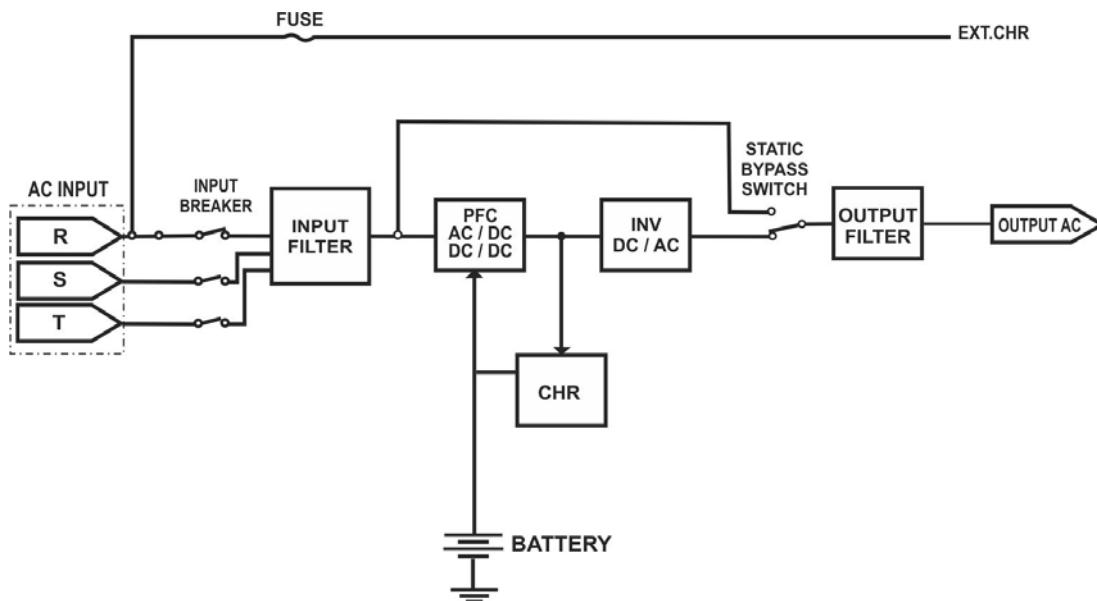 FUSE
EXT.CHR
AC INPUT
INPUT
BREAKER
R
S
T
INPUT
FILTER
PFC
AC / DC
DC / DC
INV
DC / AC
STATIC
BYPASS
SWITCH
OUTPUT
FILTER
OUTPUT AC
CHR
BATTERY